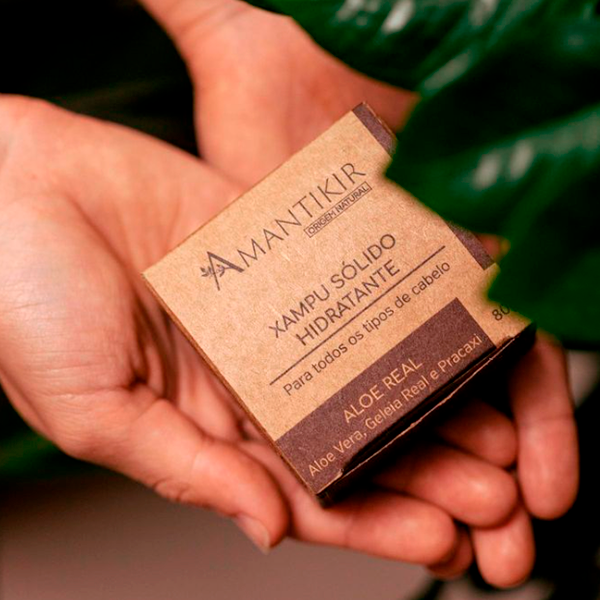 AMANTIKIR
ORIGEM NATURAL
XAMPU SÓLIDO
HIDRATANTE
Para todos os tipos de cabelo
80
ALOE REAL
Aloe Vera, Geleia Real e Pracaxi